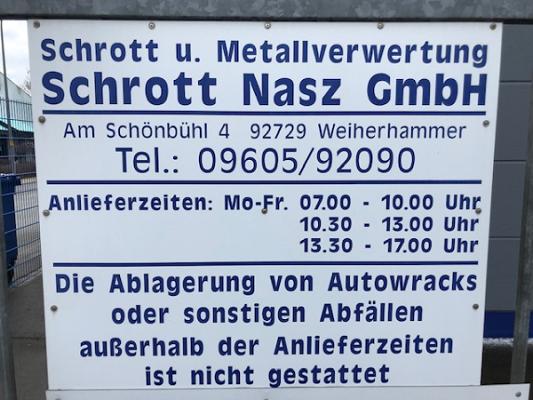 Schrott u. Metallverwertung
Schrott Nasz GmbH
Am Schönbühl 4 92729 Weiherhammer
Tel.: 09605/92090
Anlieferzeiten: Mo-Fr. 07.00 - 10.00 Uhr
10.30 - 13.00 Uhr
13.30 - 17.00 Uhr
Die Ablagerung von Autowracks
oder sonstigen Abfällen
außerhalb der Anlieferzeiten
ist nicht gestattet